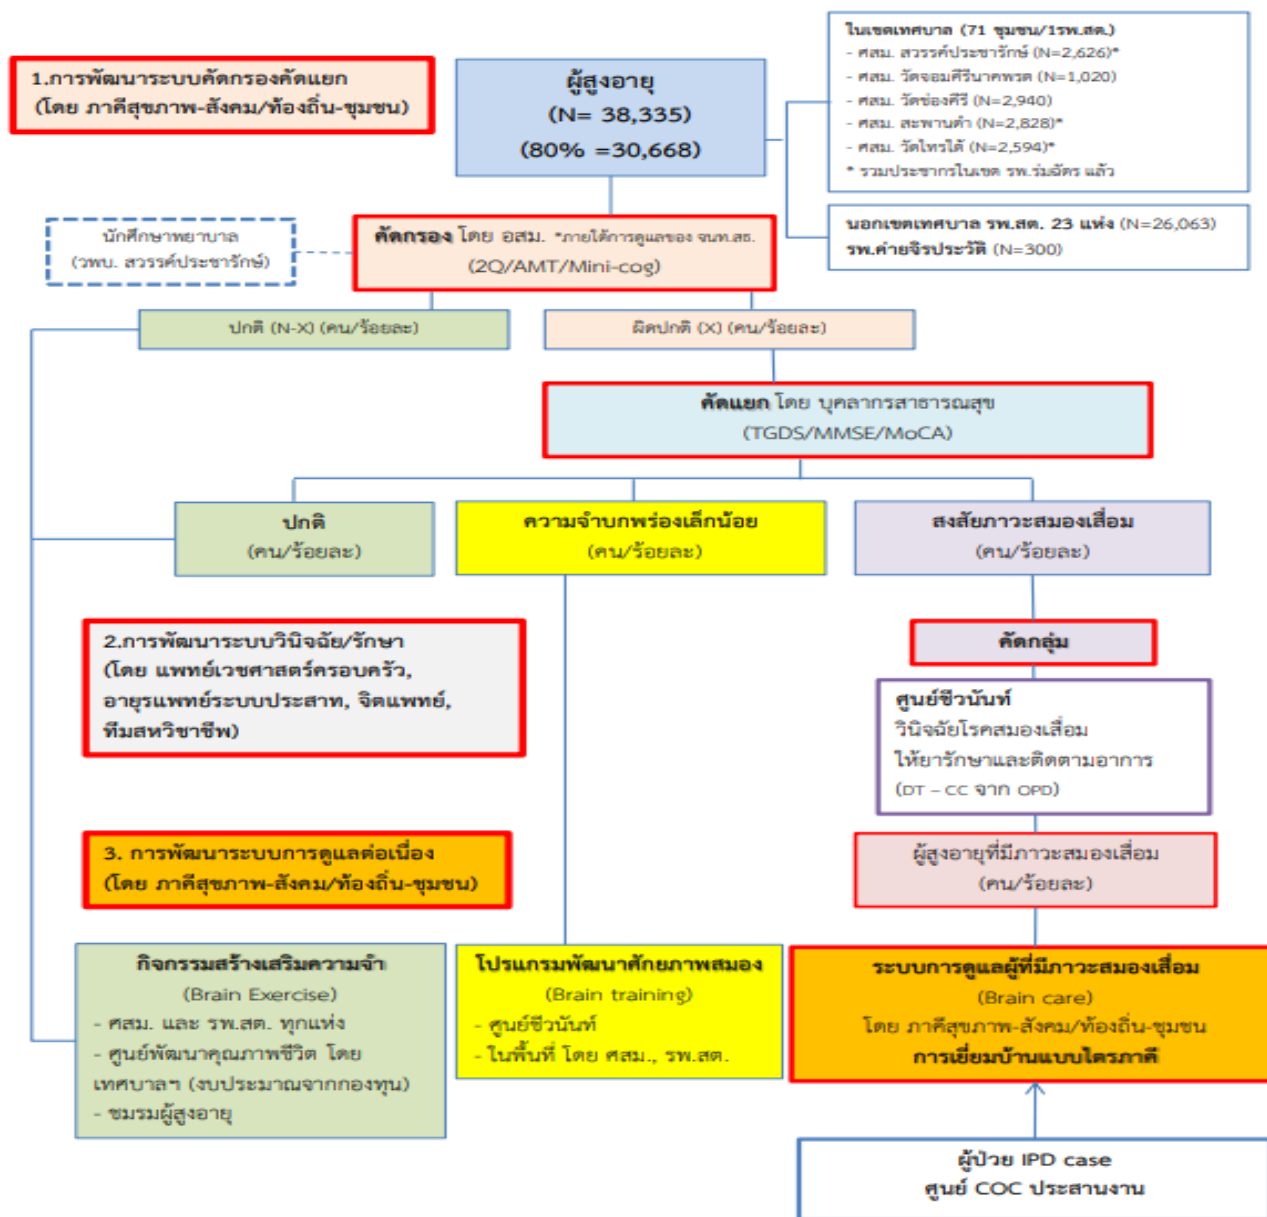 1.การพัฒนาระบบคัดกรองคัดแยก
(โดย ภาคีสุขภาพ-สังคม/ท้องถิ่น-ชุมชน)
ผู้สูงอายุ
(N= 38,335)
(80% =30,668)
ในเขตเทศบาล (71 ชุมชน/1รพ.สต.)
- ศสม. สวรรค์ประชารักษ์ (N=2,626)*
- ศสม. วัดจอมคีรีนาคพรต (N=1,020)
- ศสม. วัดช่องคีรี (N=2,940)
- ศสม. สะพานดำ (N=2,828)*
- ศสม. วัดไทรใต้ (N=2,594)*
* รวมประชากรในเขต รพ.ร่มฉัตร แล้ว
นอกเขตเทศบาล รพ.สต. 23 แห่ง (N=26,063)
รพ.ค่ายจิรประวัติ (N=300)
นักศึกษาพยาบาล
(วพบ. สวรรค์ประชารักษ์)
คัดกรอง โดย อสม. *ภายใต้การดูแลของ จนท.สธ.
(2Q/AMT/Mini-cog)
ปกติ (N-X) (คน/ร้อยละ)
ผิดปกติ (X) (คน/ร้อยละ)
คัดแยก โดย บุคลากรสาธารณสุข
(TGDS/MMSE/MoCA)
ปกติ
(คน/ร้อยละ)
ความจำบกพร่องเล็กน้อย
(คน/ร้อยละ)
สงสัยภาวะสมองเสื่อม
(คน/ร้อยละ)
2.การพัฒนาระบบวินิจฉัย/รักษา
(โดย แพทย์เวชศาสตร์ครอบครัว,
อายุรแพทย์ระบบประสาท, จิตแพทย์,
ทีมสหวิชาชีพ)
คัดกลุ่ม
ศูนย์ชีวนันท์
วินิจฉัยโรคสมองเสื่อม
ให้ยารักษาและติดตามอาการ
(DT – CC จาก OPD)
3. การพัฒนาระบบการดูแลต่อเนื่อง
(โดย ภาคีสุขภาพ-สังคม/ท้องถิ่น-ชุมชน)
ผู้สูงอายุที่มีภาวะสมองเสื่อม
(คน/ร้อยละ)
กิจกรรมสร้างเสริมความจำ
(Brain Exercise)
- ศสม. และ รพ.สต. ทุกแห่ง
- ศูนย์พัฒนาคุณภาพชีวิต โดย
เทศบาลฯ (งบประมาณจากกองทุน)
- ชมรมผู้สูงอายุ
โปรแกรมพัฒนาศักยภาพสมอง
(Brain training)
- ศูนย์ชีวนันท์
- ในพื้นที่ โดย ศสม., รพ.สต.
ระบบการดูแลผู้ที่มีภาวะสมองเสื่อม
(Brain care)
โดย ภาคีสุขภาพ-สังคม/ท้องถิ่น-ชุมชน
การเยี่ยมบ้านแบบไตรภาคี
ผู้ป่วย IPD case
ศูนย์ COC ประสานงาน